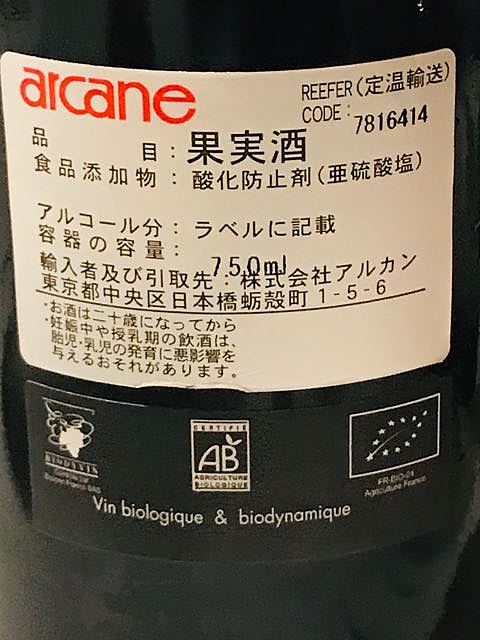 arcane
REEFER(定温輸送)
CODE: 7816414
品 目:果実酒
食品添加物:酸化防止剤(亜硫酸塩)
アルコール分:ラベルに記載
容器の容量: 750ml
輸入者及び引取先:株式会社アルカン
東京都中央区日本橋蛎殻町1-5-6
・お酒は二十歳になってから
・妊娠中や授乳期の飲酒は、
胎児・乳児の発育に悪影響を
与えるおそれがあります。
BIODYVIN
CERTIFIÉ
AB
AGRICULTURE
BIOLOGIQUE
FR-BIO-01
Agriculture France
Vin biologique & biodynamique